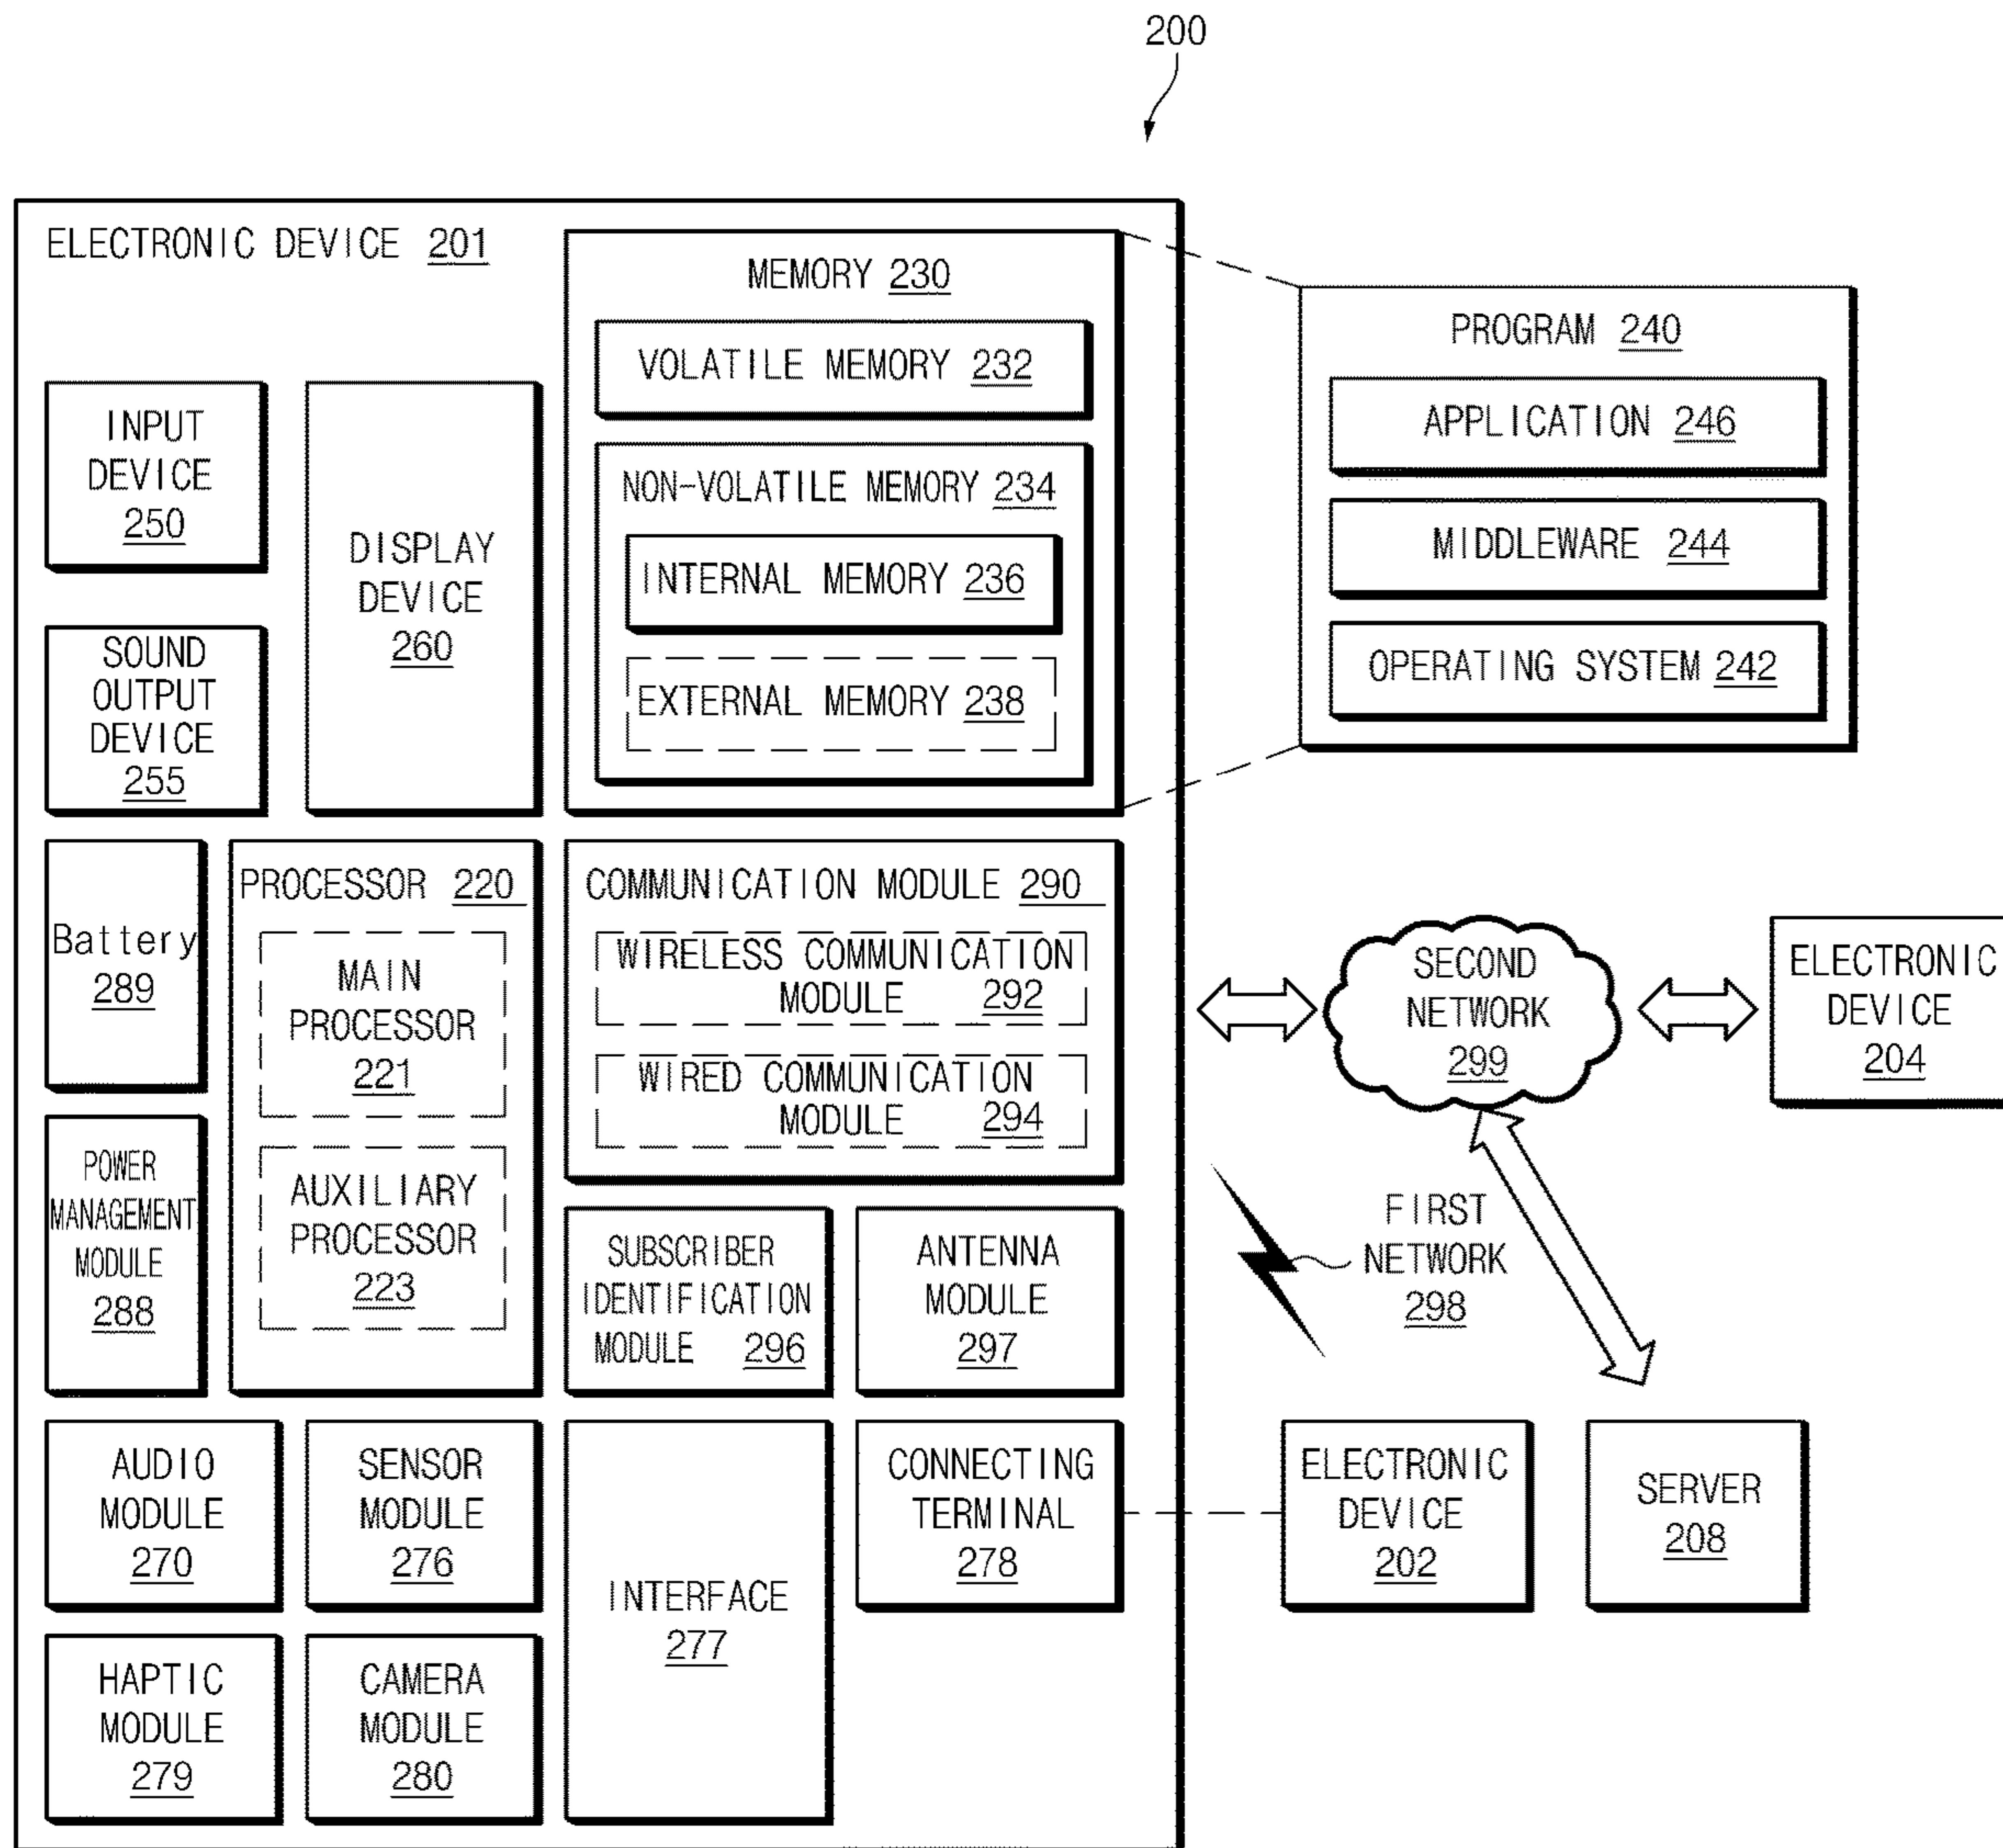 200
ELECTRONIC DEVICE 201
MEMORY 230
VOLATILE MEMORY 232
NON-VOLATILE MEMORY 234
INTERNAL MEMORY 236
EXTERNAL MEMORY 238
PROGRAM 240
APPLICATION 246
MIDDLEWARE 244
OPERATING SYSTEM 242
INPUT
DEVICE
250
SOUND
OUTPUT
DEVICE
255
DISPLAY
DEVICE
260
Battery
289
POWER
MANAGEMENT
MODULE
288
PROCESSOR 220
MAIN
PROCESSOR
221
AUXILIARY
PROCESSOR
223
COMMUNICATION MODULE 290
WIRELESS COMMUNICATION
MODULE 292
WIRED COMMUNICATION
MODULE 294
SUBSCRIBER
IDENTIFICATION
MODULE 296
ANTENNA
MODULE
297
SECOND
NETWORK
299
ELECTRONIC
DEVICE
204
FIRST
NETWORK
298
AUDIO
MODULE
270
SENSOR
MODULE
276
INTERFACE
277
CONNECTING
TERMINAL
278
ELECTRONIC
DEVICE
202
SERVER
208
HAPTIC
MODULE
279
CAMERA
MODULE
280